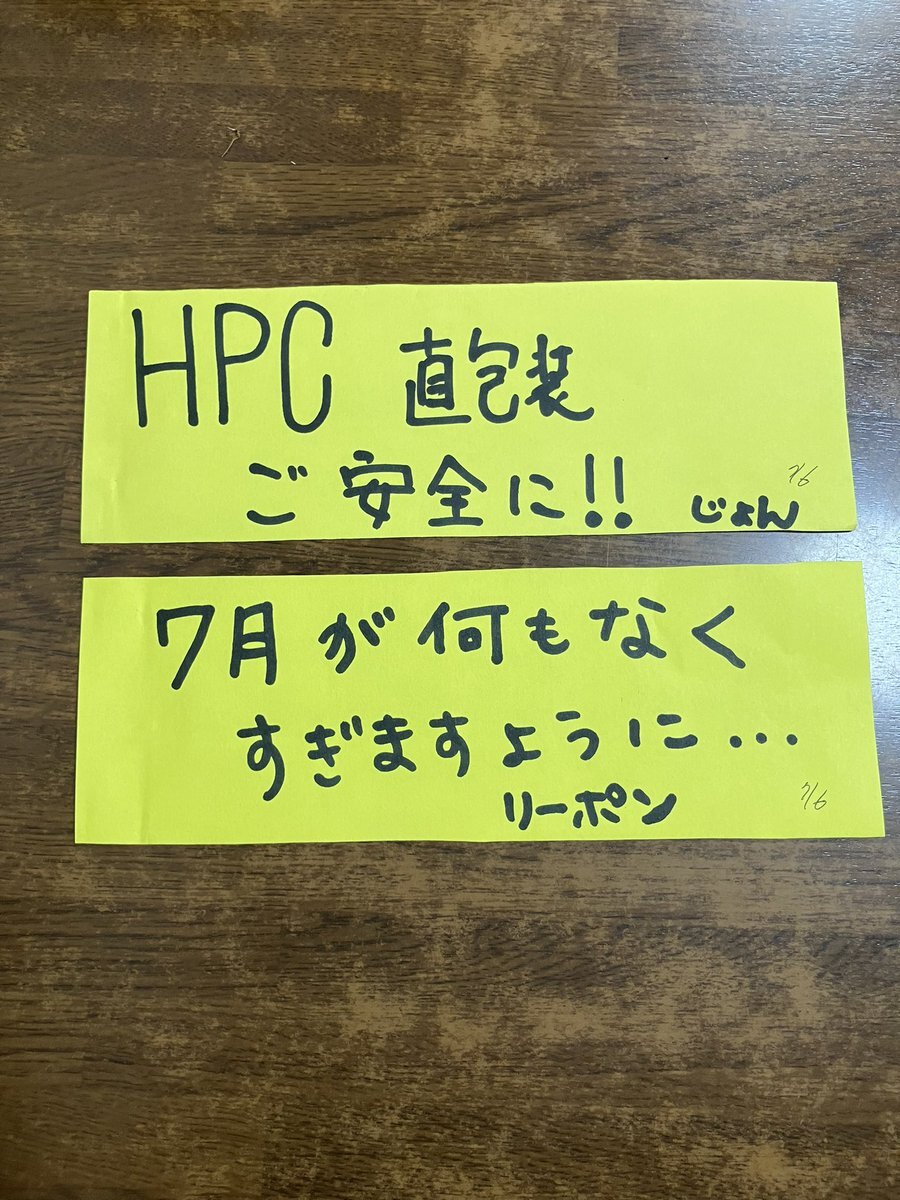 HPC 直包装
ご安全に!!
7/6
じょん
7月が何もなく
すぎますように...
リーポン
7/6